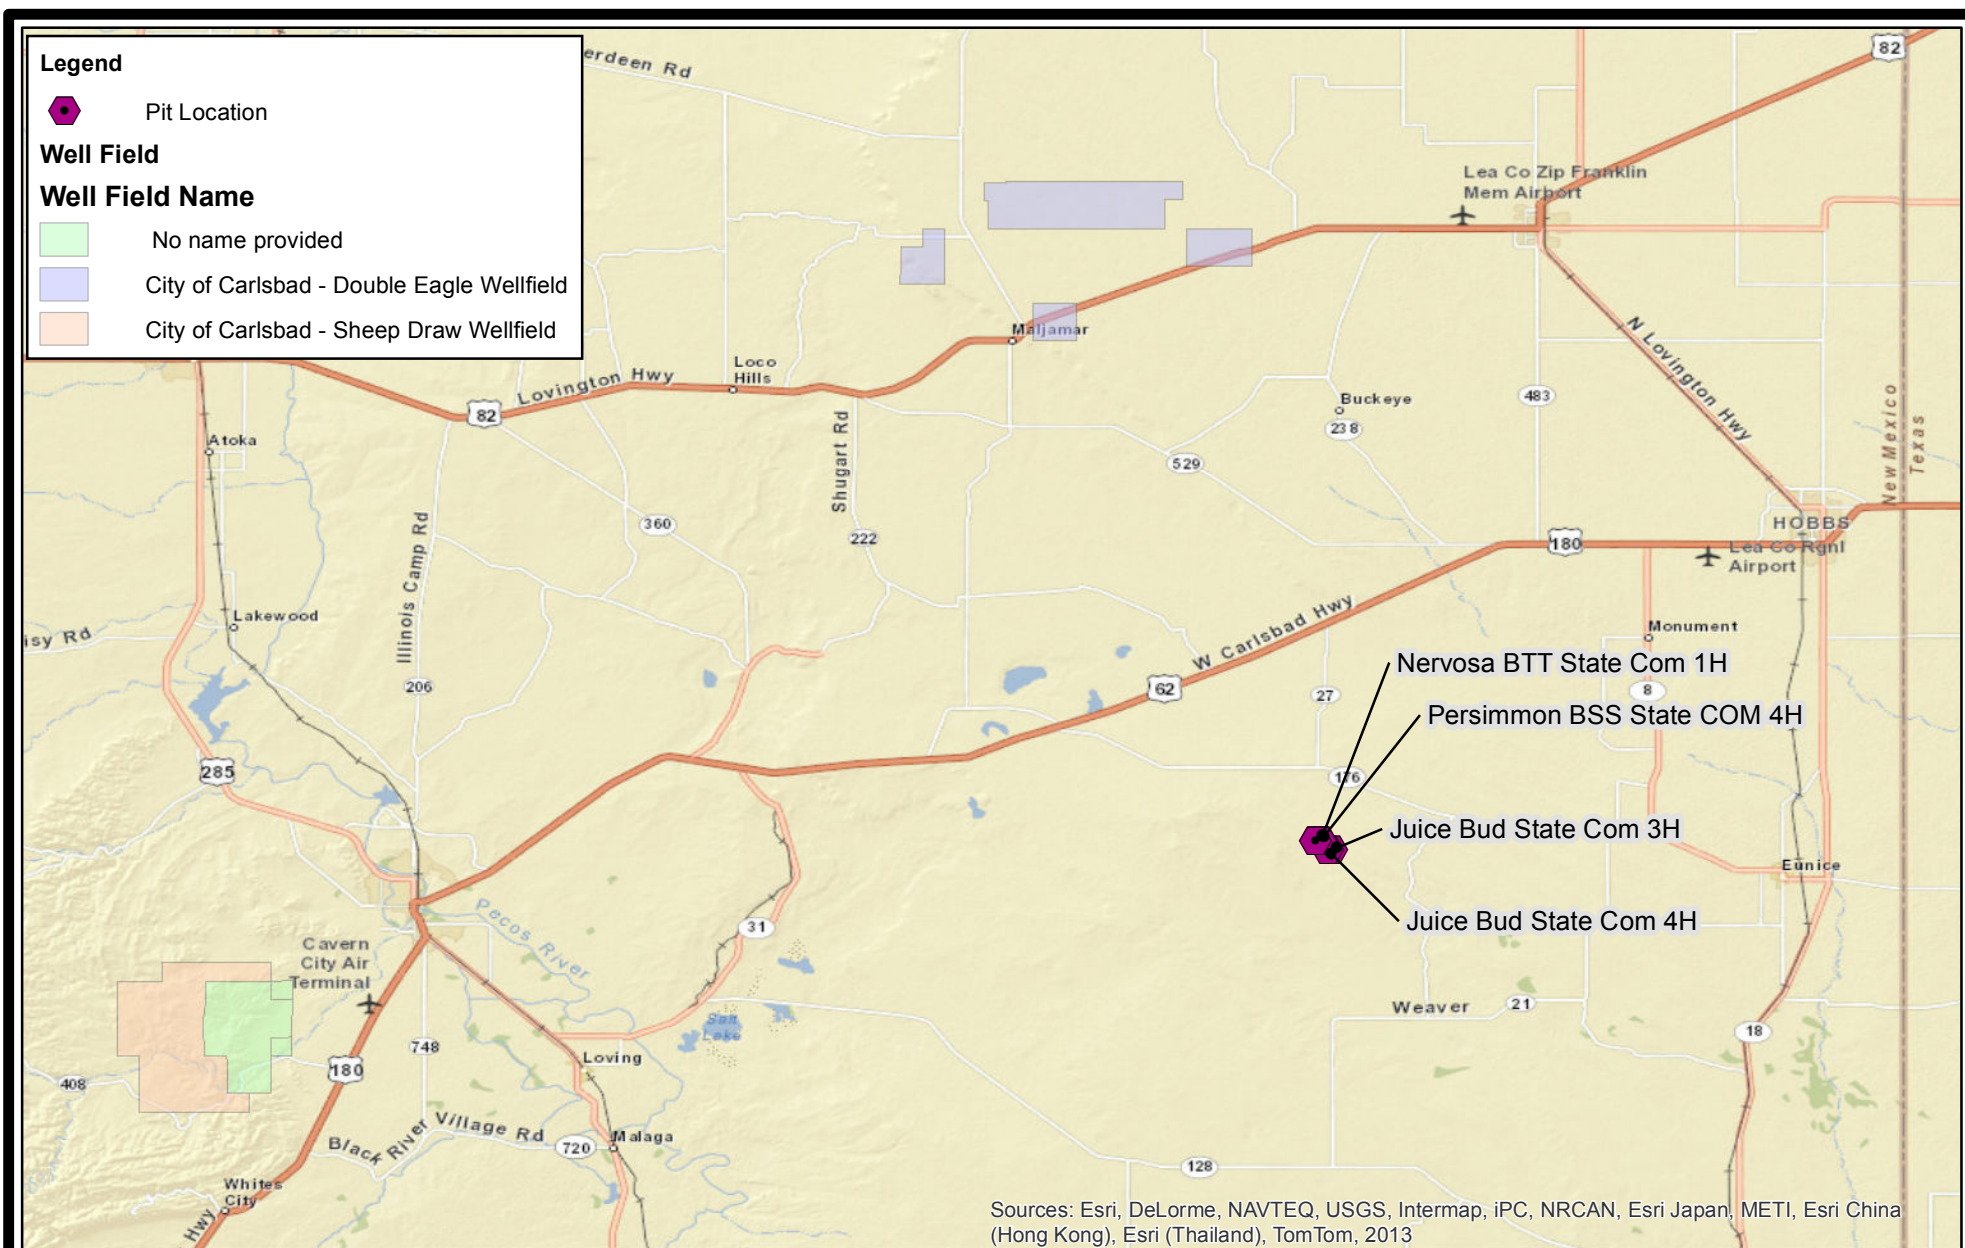 Legend
Pit Location
Well Field
Well Field Name
No name provided
City of Carlsbad - Double Eagle Wellfield
City of Carlsbad - Sheep Draw Wellfield
erdeen Rd
82
Lea Co Zip Franklin
Mem Airport
Maljamar
Loco
Hills
Lovington Hwy
82
N Lovington Hwy
483
Buckeye
238
New Mexico
Texas
Atoka
Shugart Rd
529
360
222
Illinois Camp Rd
HOBBS
180
Lea Co Rgnl
Airport
Lakewood
isy Rd
W Carlsbad Hwy
Monument
Nervosa BTT State Com 1H
206
62
27
8
Persimmon BSS State COM 4H
285
176
Juice Bud State Com 3H
Eunice
Pecos River
31
Juice Bud State Com 4H
Cavern
City Air
Terminal
Weaver
21
Salt
Lake
18
748
Loving
180
408
Black River Village Rd
720
Malaga
128
Whites
City
Hwy
Sources: Esri, DeLorme, NAVTEQ, USGS, Intermap, iPC, NRCAN, Esri Japan, METI, Esri China
(Hong Kong), Esri (Thailand), TomTom, 2013